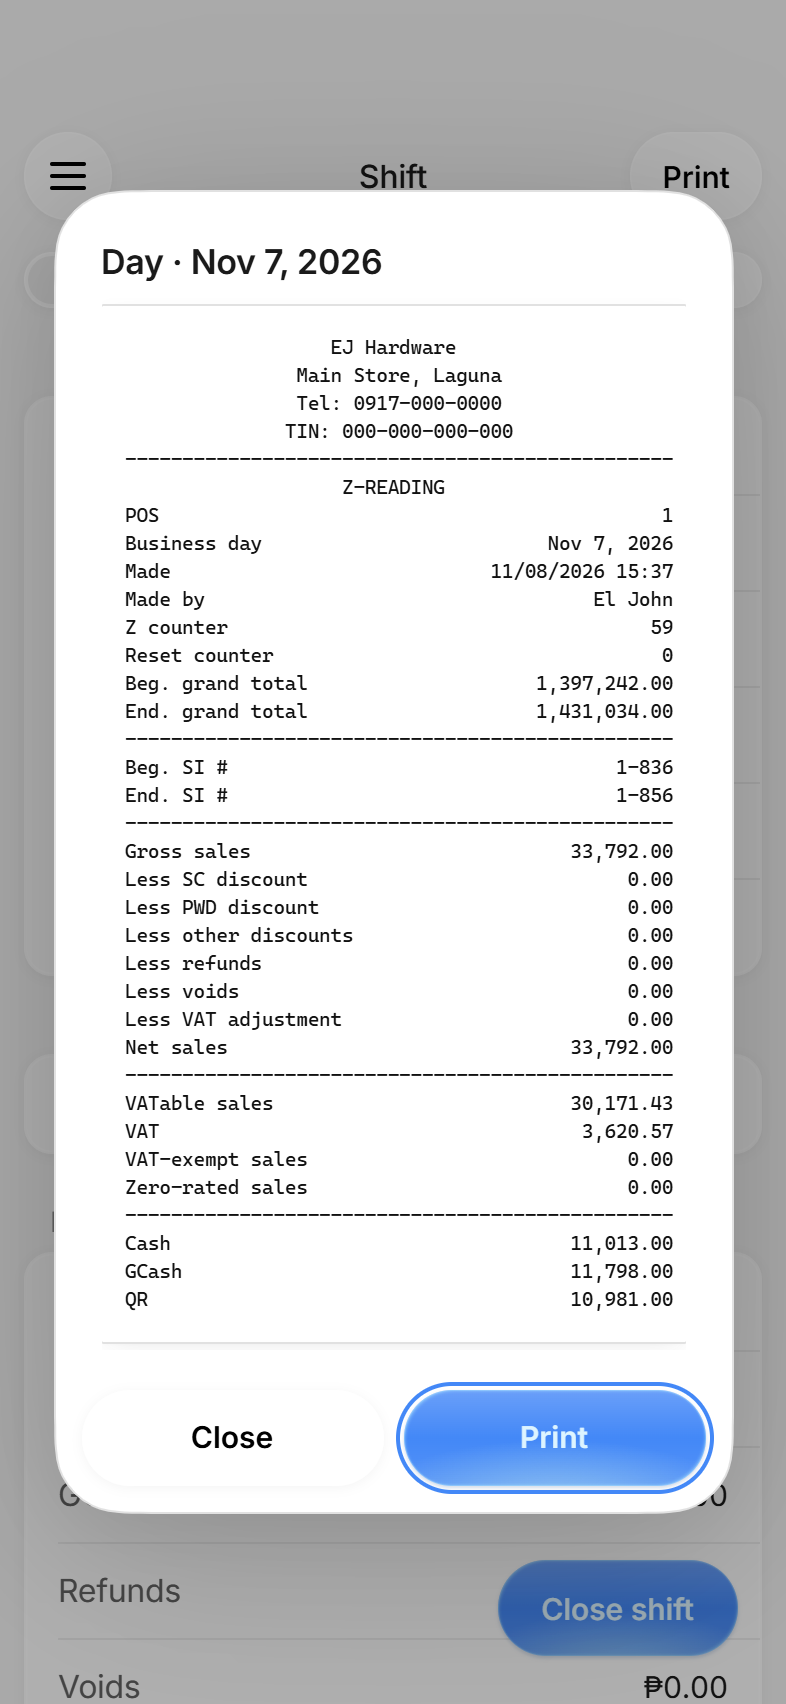 Shift
Print
Day · Nov 7, 2026
EJ Hardware
Main Store, Laguna
Tel: 0917-000-0000
TIN: 000-000-000-000
------------------------------------------------
Z-READING
POS 1
Business day Nov 7, 2026
Made 11/08/2026 15:37
Made by El John
Z counter 59
Reset counter 0
Beg. grand total 1,397,242.00
End. grand total 1,431,034.00
------------------------------------------------
Beg. SI # 1-836
End. SI # 1-856
------------------------------------------------
Gross sales 33,792.00
Less SC discount 0.00
Less PWD discount 0.00
Less other discounts 0.00
Less refunds 0.00
Less voids 0.00
Less VAT adjustment 0.00
Net sales 33,792.00
------------------------------------------------
VATable sales 30,171.43
VAT 3,620.57
VAT-exempt sales 0.00
Zero-rated sales 0.00
------------------------------------------------
Cash 11,013.00
GCash 11,798.00
QR 10,981.00
Close
Print
Refunds
Close shift
Voids ₱0.00